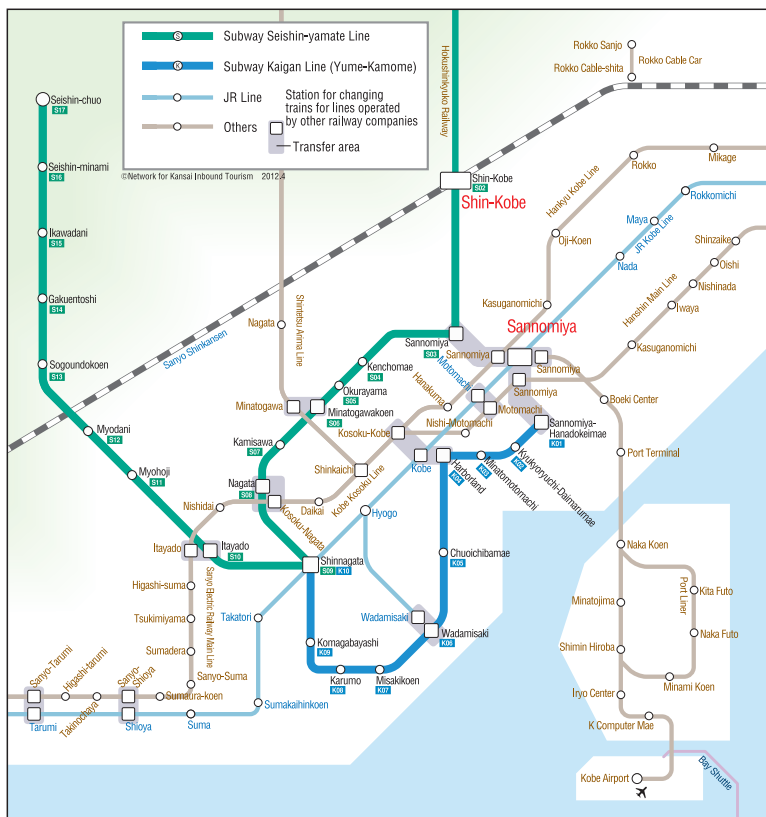 Subway Seishin-yamate Line
Subway Kaigan Line (Yume-Kamome)
JR Line
Others
Station for changing
trains for lines operated
by other railway companies
Transfer area
S
K
©Network for Kansai Inbound Tourism 2012.4
Hokushinkyuko Railway
Rokko Sanjo
Rokko Cable Car
Rokko Cable-shita
Seishin-chuo
S17
Seishin-minami
S16
Ikawadani
S15
Gakuentoshi
S14
Sogoundokoen
S13
Myodani
S12
Myohoji
S11
Itayado
S10
Itayado
Shin-Kobe
S02
Shin-Kobe
Sanyo Shinkansen
Shintetsu Arima Line
Nagata
Minatogawa
Sannomiya
S03
Kenchomae
S04
Okurayama
S05
Minatogawakoen
S06
Kamisawa
S07
Nagata
S08
Kosoku-Nagata
Shinnagata
S09
K10
Hankyu Kobe Line
Rokko
Mikage
Oji-Koen
Kasuganomichi
JR Kobe Line
Rokkomichi
Maya
Nada
Hanshin Main Line
Shinzaike
Oishi
Nishinada
Iwaya
Kasuganomichi
Sannomiya
Sannomiya
Sannomiya
Sannomiya
Motomachi
Motomachi
Hanakuma
Nishi-Motomachi
Kosoku-Kobe
Kobe
Shinkaichi
Kobe Kosoku Line
Daikai
Nishidai
Hyogo
Sannomiya-
Hanadokeimae
K01
Kyukyoryuchi-Daimarumae
K02
Minatomotomachi
K03
Harborland
K04
Chuoichibamae
K05
Wadamisaki
Wadamisaki
K06
Misakikoen
K07
Karumo
K08
Komagabayashi
K09
Boeki Center
Port Terminal
Naka Koen
Port Liner
Kita Futo
Naka Futo
Minami Koen
Minatojima
Shimin Hiroba
Iryo Center
K Computer Mae
Kobe Airport
Bay Shuttle
Sanyo Electric Railway Main Line
Higashi-suma
Tsukimiyama
Sumadera
Sanyo-Suma
Sumaura-koen
Sanyo-
Shioya
Takinochaya
Higashi-tarumi
Sanyo-Tarumi
Tarumi
Shioya
Suma
Sumakaihinkoen
Takatori